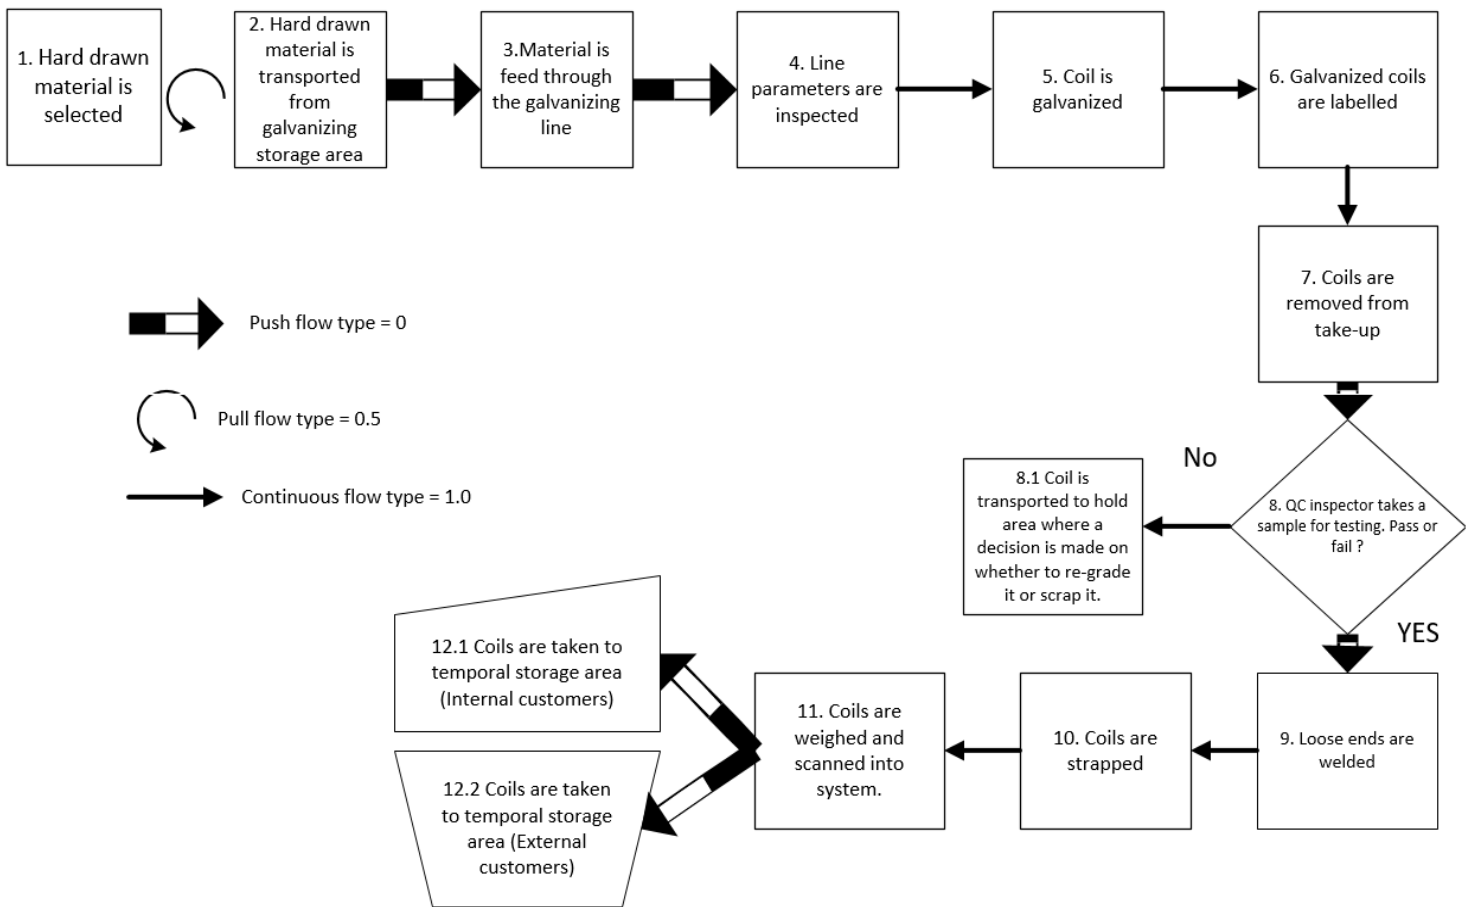 1. Hard drawn
material is
selected
2. Hard drawn
material is
transported
from
galvanizing
storage area
3.Material is
feed through
the galvanizing
line
4. Line
parameters are
inspected
5. Coil is
galvanized
6. Galvanized coils
are labelled
7. Coils are
removed from
take-up
Push flow type = 0
Pull flow type = 0.5
Continuous flow type = 1.0
No
8. QC inspector takes a
sample for testing. Pass or
fail ?
8.1 Coil is
transported to hold
area where a
decision is made on
whether to re-grade
it or scrap it.
YES
9. Loose ends are
welded
10. Coils are
strapped
11. Coils are
weighed and
scanned into
system.
12.1 Coils are taken to
temporal storage area
(Internal customers)
12.2 Coils are taken
to temporal storage
area (External
customers)